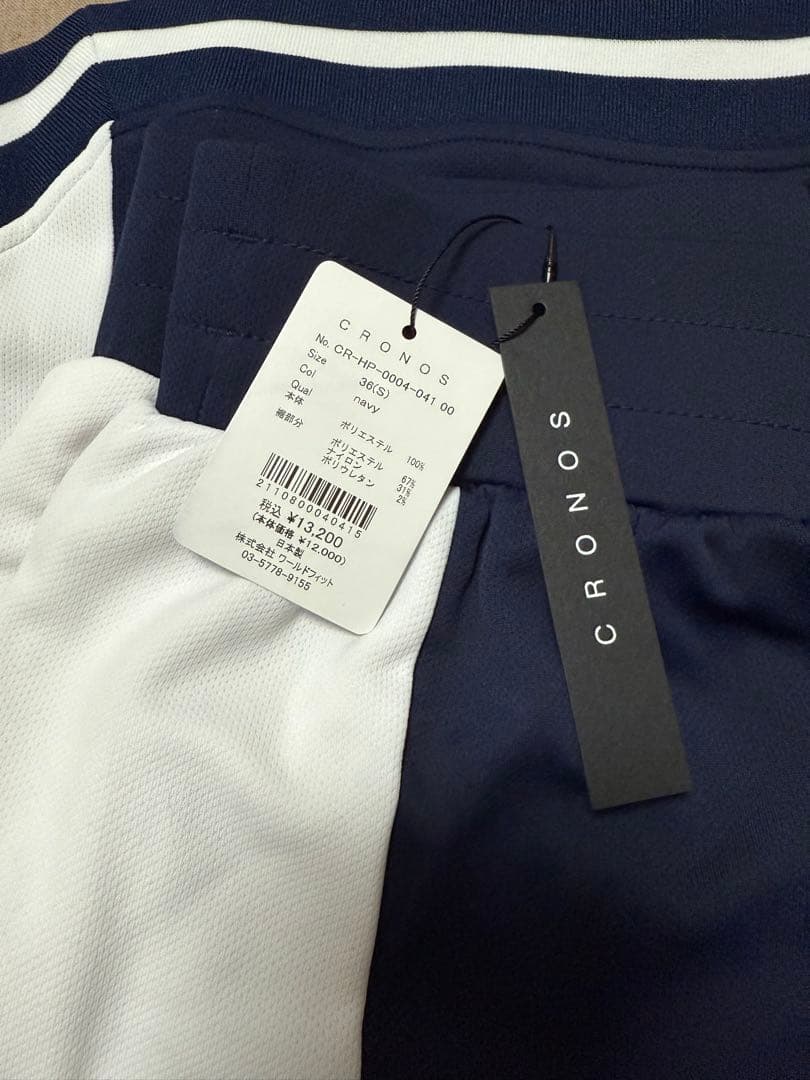 CRONOS
No. CR-HP-0004-041 00
Size 36(S)
Col navy
Qual
本体 ポリエステル 100%
裾部分 ポリエステル 67%
ナイロン 31%
ポリウレタン 2%
2110800040415
税込 ¥13,200
(本体価格 ¥12,000)
日本製
株式会社 ワールドフィット
03-5778-9155
CRONOS